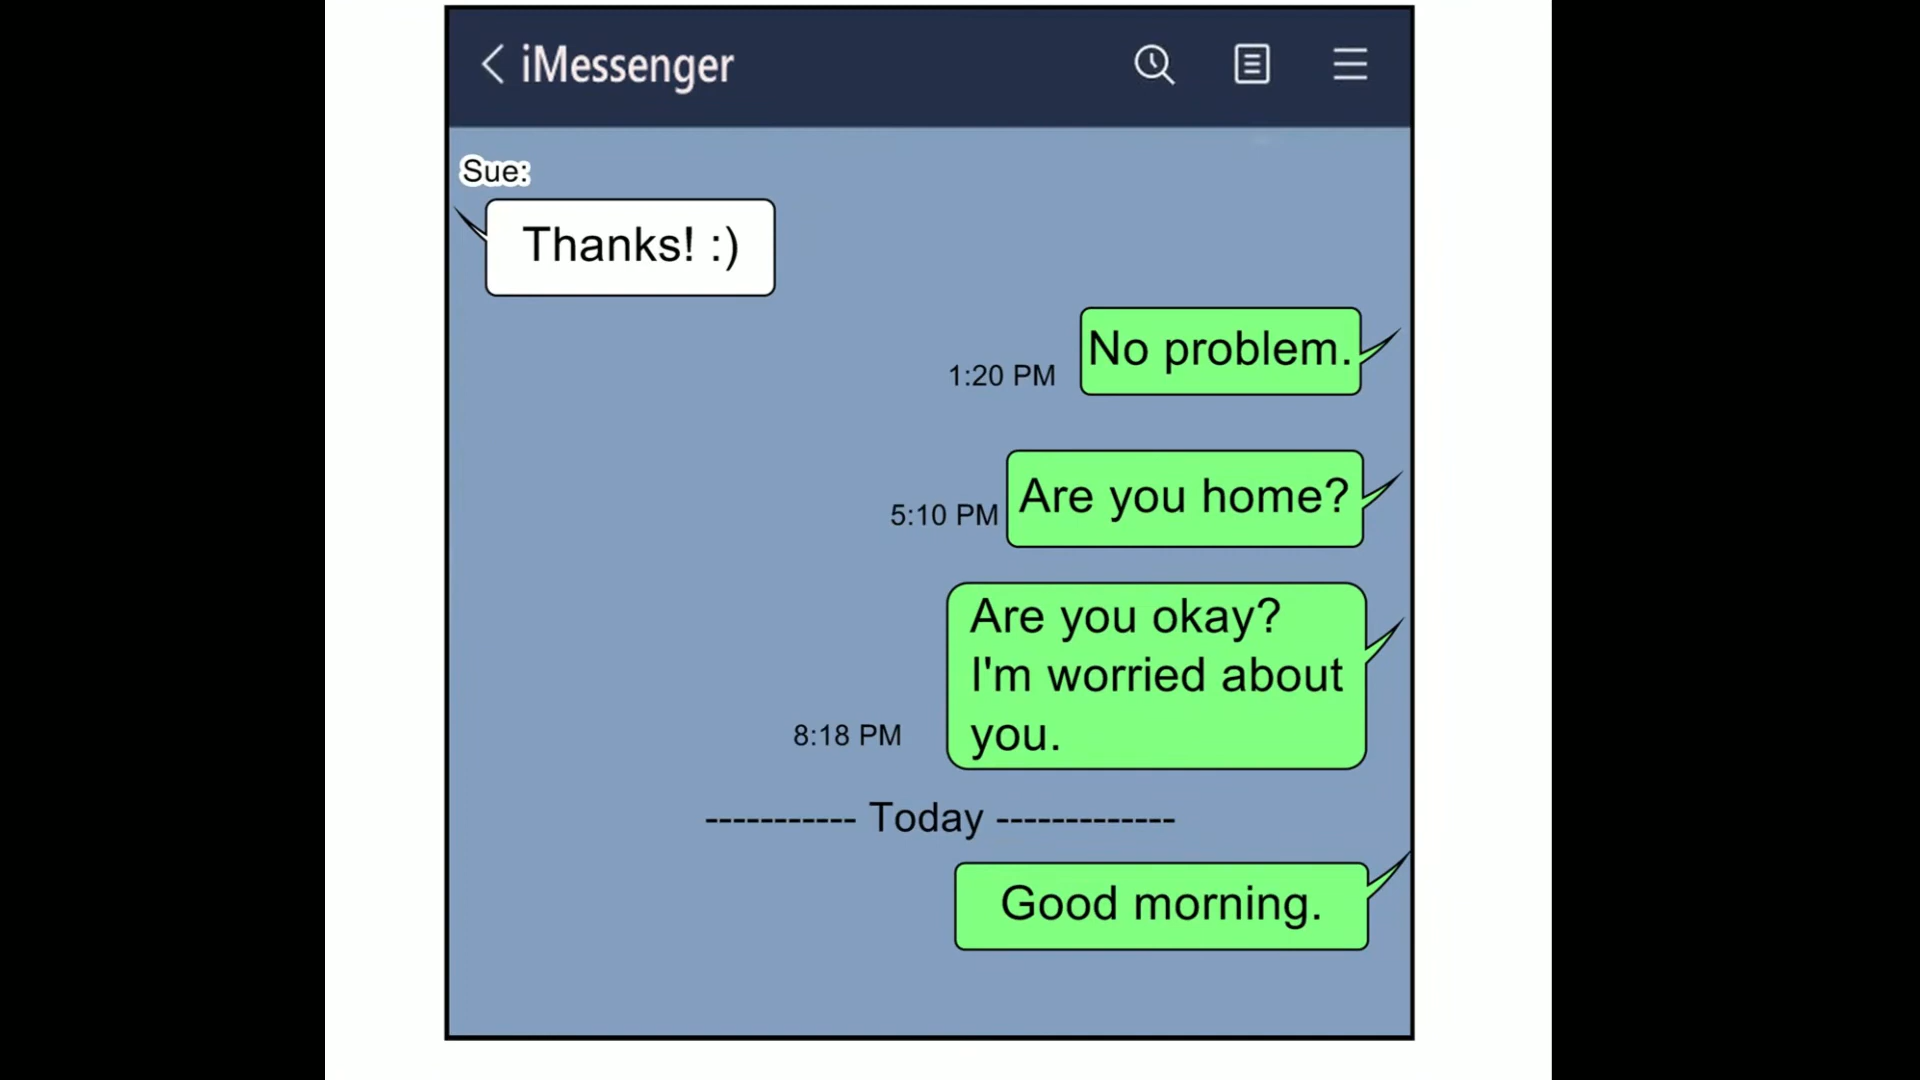 iMessenger
Sue:
Thanks! :)
No problem.
1:20 PM
Are you home?
5:10 PM
Are you okay?
I'm worried about
you.
8:18 PM
----------- Today -------------
Good morning.